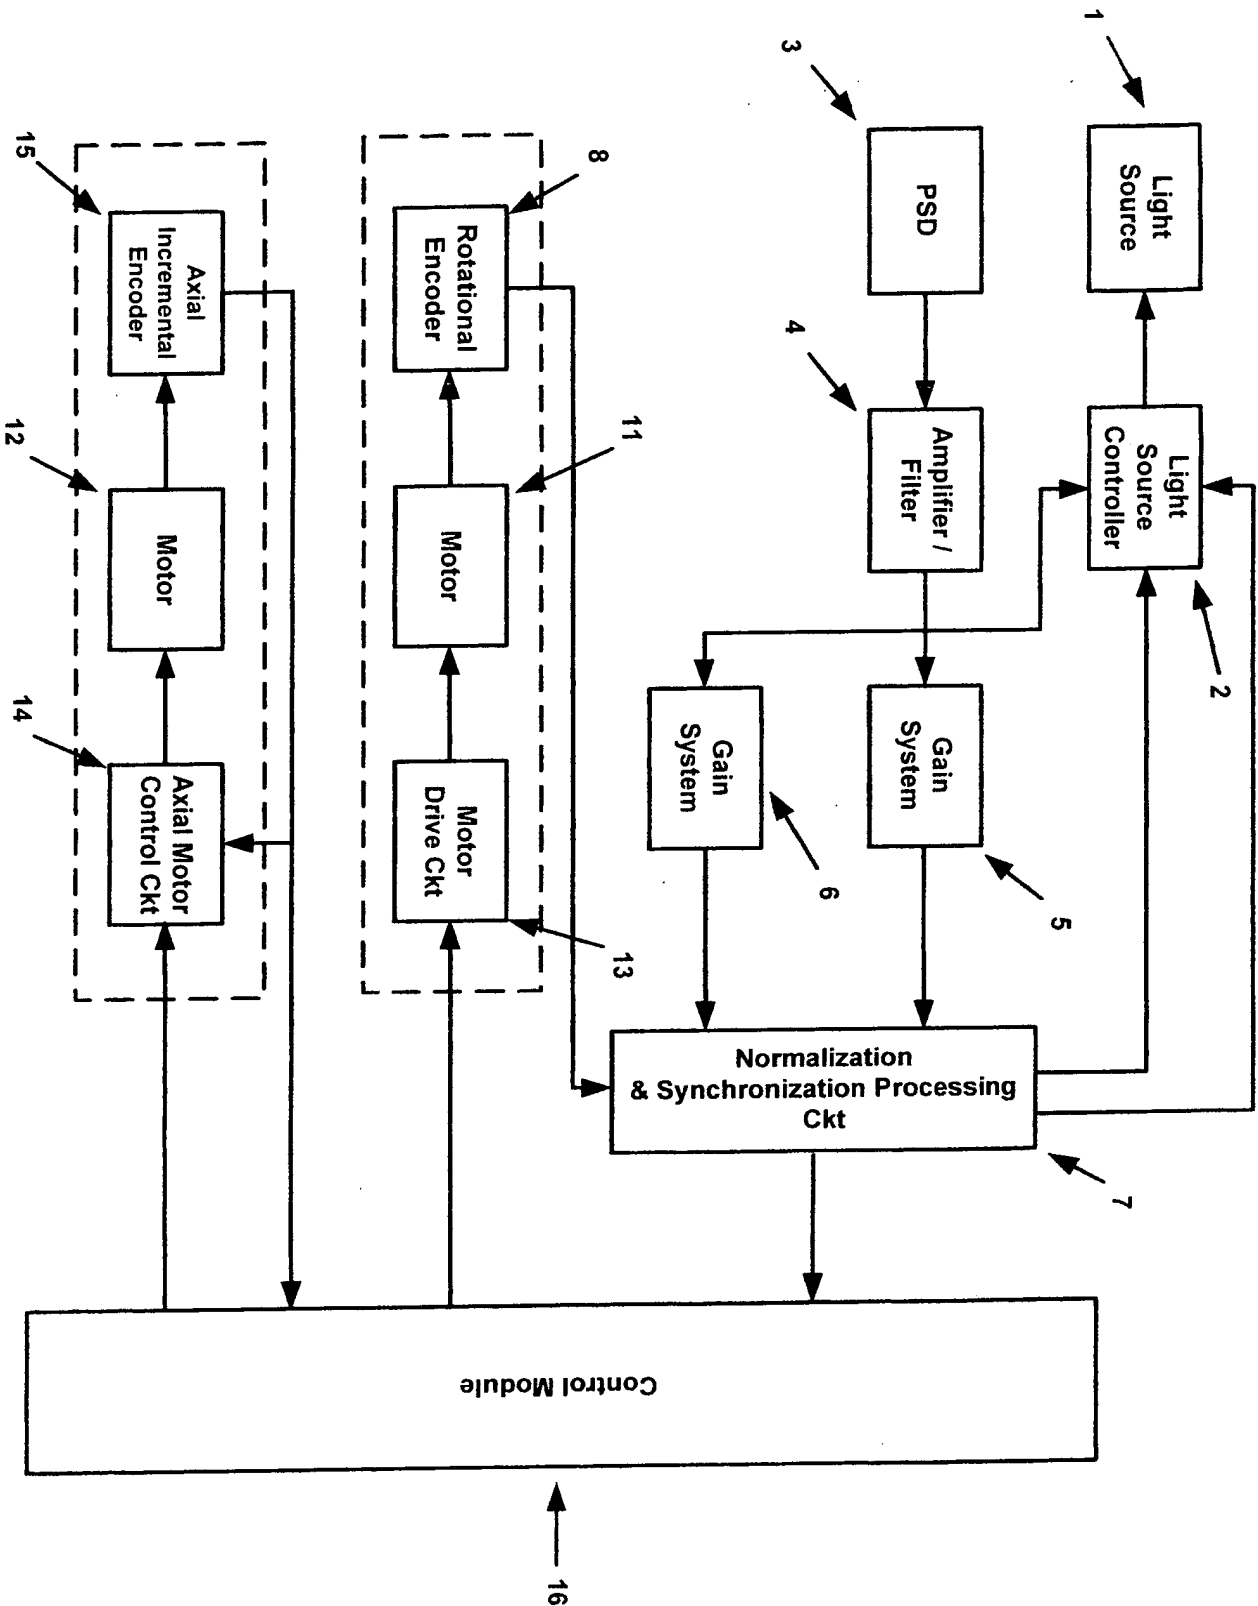 1
Light
Source
Light
Source
Controller
2
3
PSD
4
Amplifier /
Filter
Gain
System
5
Gain
System
6
Normalization
& Synchronization Processing
Ckt
7
8
Rotational
Encoder
11
Motor
Motor
Drive Ckt
13
15
Axial
Incremental
Encoder
12
Motor
14
Axial Motor
Control Ckt
Control Module
16